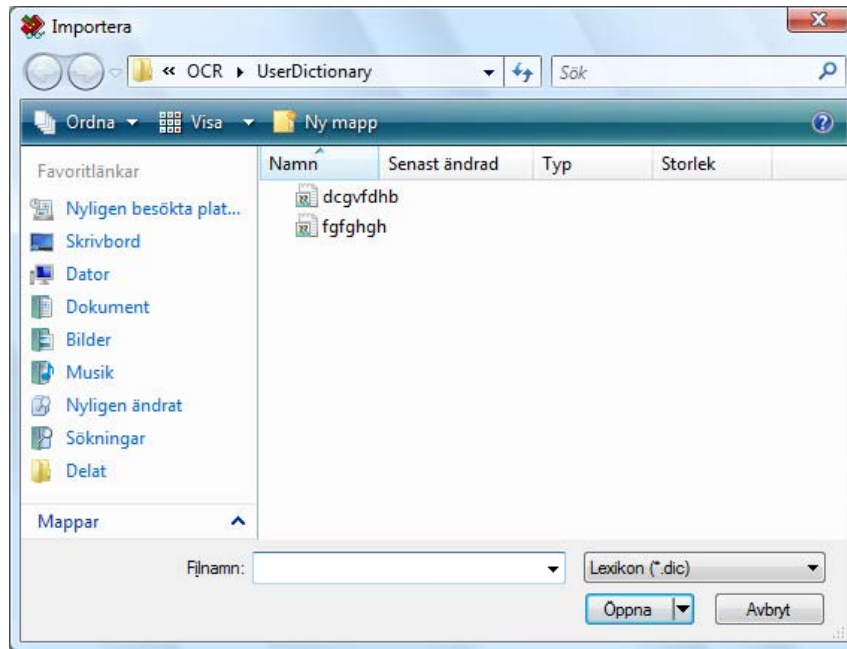 Importera
« OCR ▸ UserDictionary
Sök
Ordna Visa Ny mapp
Favoritlänkar
Nyligen besökta plat...
Skrivbord
Dator
Dokument
Bilder
Musik
Nyligen ändrat
Sökningar
Delat
Mappar
Namn Senast ändrad Typ Storlek
dcgvfdhb
fgfghgh
Filnamn:
Lexikon (*.dic)
Öppna Avbryt